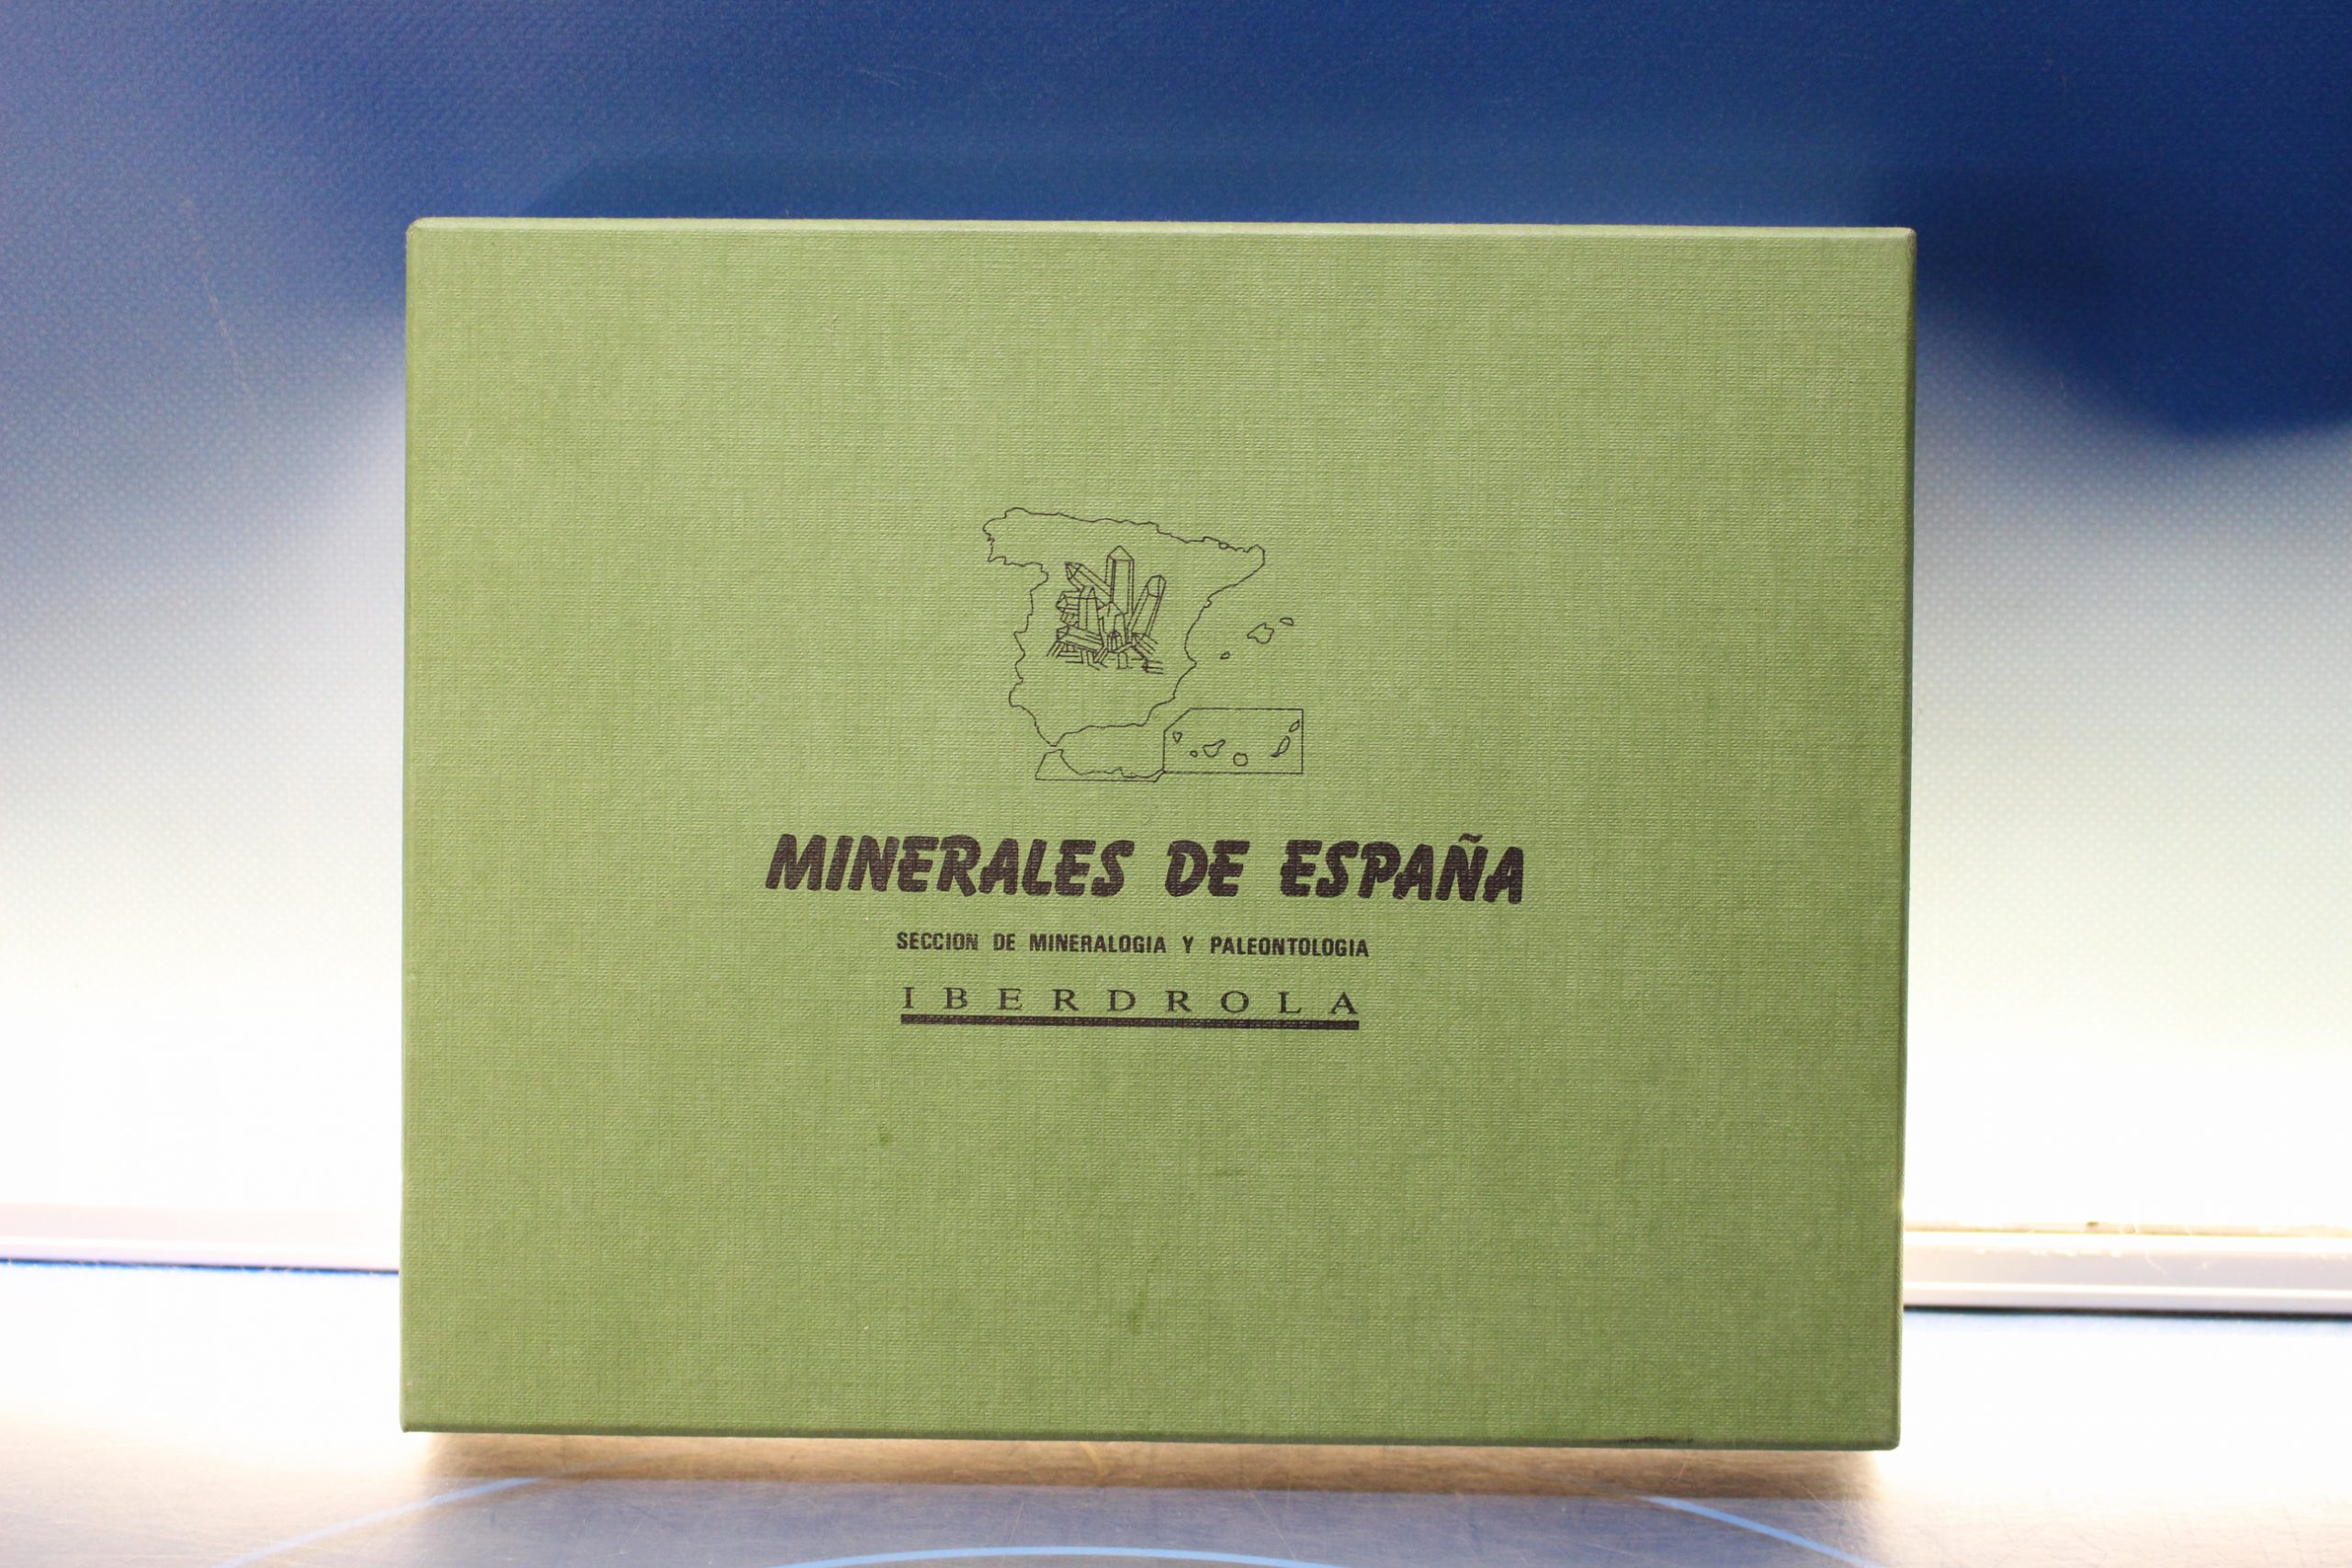 MINERALES DE ESPAÑA
SECCION DE MINERALOGIA Y PALEONTOLOGIA
IBERDROLA